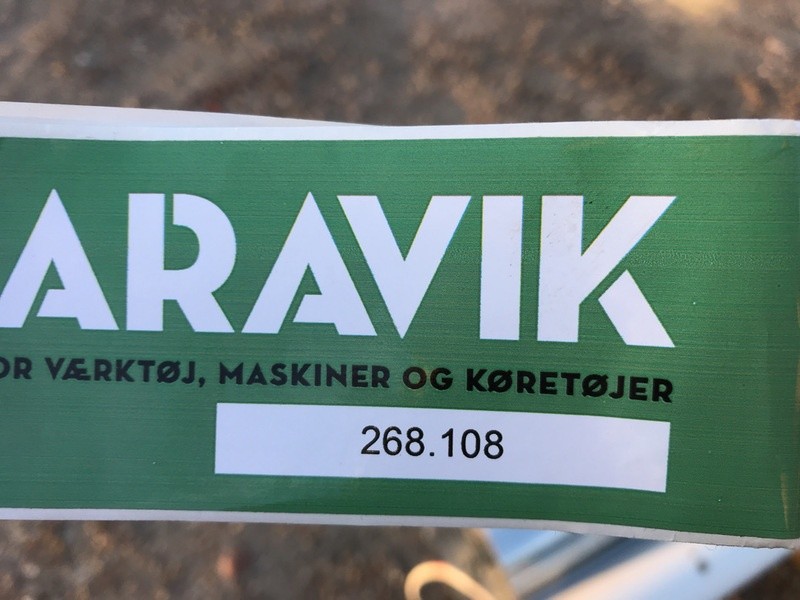 ARAVIK
OR VÆRKTØJ, MASKINER OG KØRETØJER
268.108